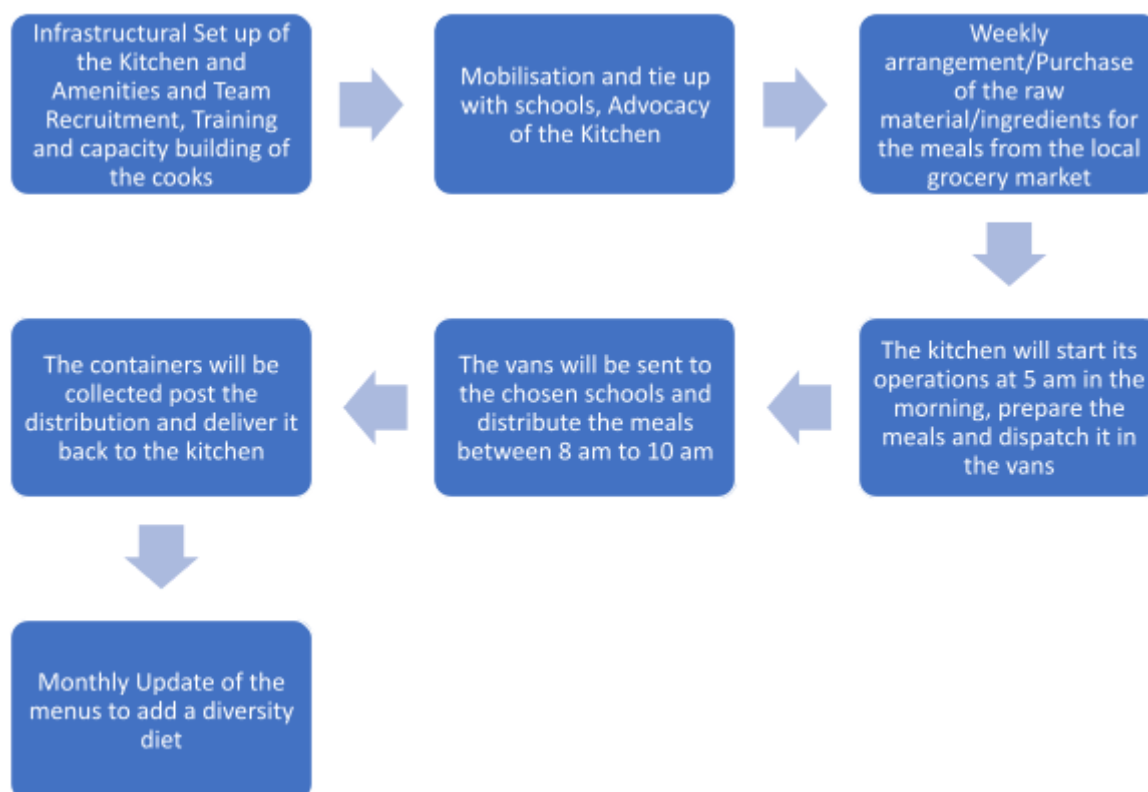 Infrastructural Set up of
the Kitchen and
Amenities and Team
Recruitment, Training
and capacity building of
the cooks
Mobilisation and tie up
with schools, Advocacy
of the Kitchen
Weekly
arrangement/Purchase
of the raw
material/ingredients for
the meals from the local
grocery market
The kitchen will start its
operations at 5 am in the
morning, prepare the
meals and dispatch it in
the vans
The vans will be sent to
the chosen schools and
distribute the meals
between 8 am to 10 am
The containers will be
collected post the
distribution and deliver it
back to the kitchen
Monthly Update of the
menus to add a diversity
diet